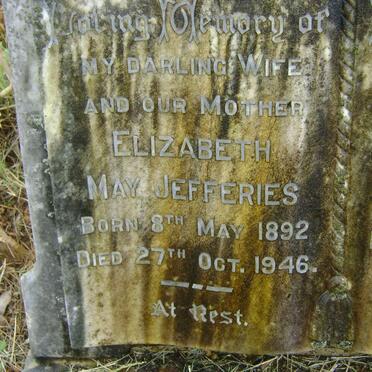 Loving Memory of
My Darling Wife
and our Mother
Elizabeth
May Jefferies
Born 8th May 1892
Died 27th Oct. 1946.
At Rest.